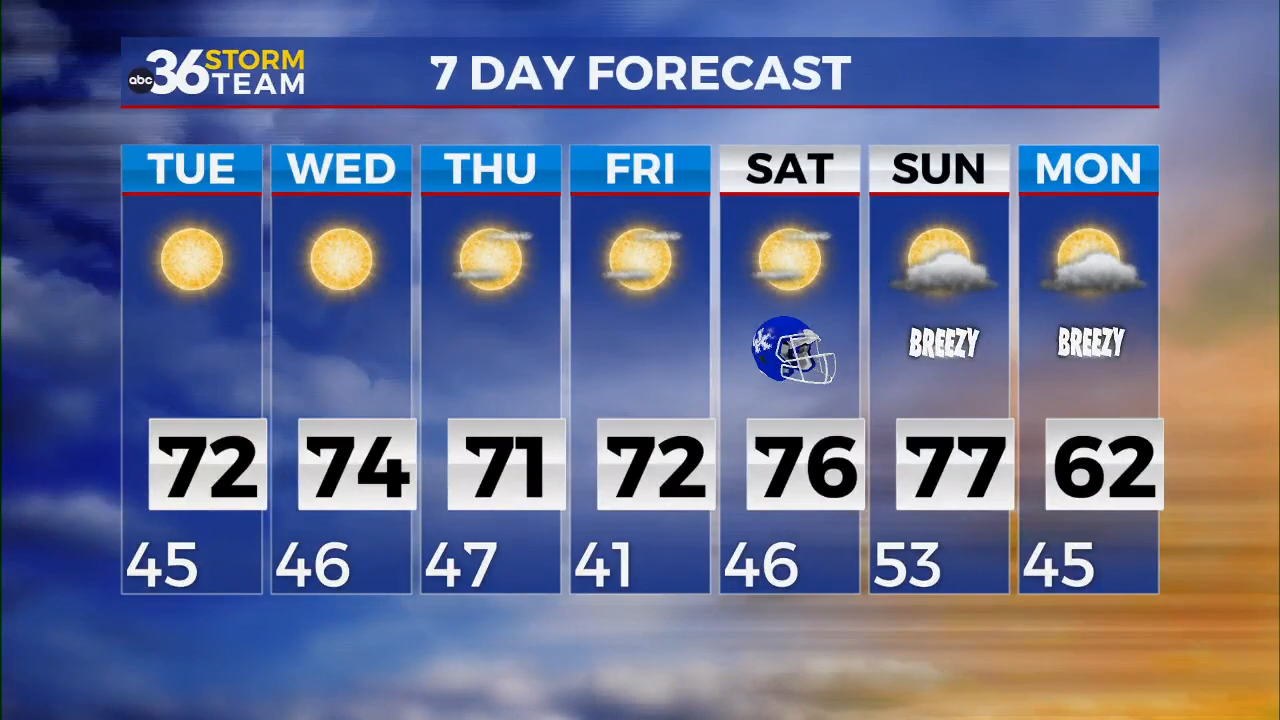 abc 36 STORM TEAM
7 DAY FORECAST
TUE WED THU FRI SAT SUN MON
UK
BREEZY BREEZY
72 74 71 72 76 77 62
45 46 47 41 46 53 45